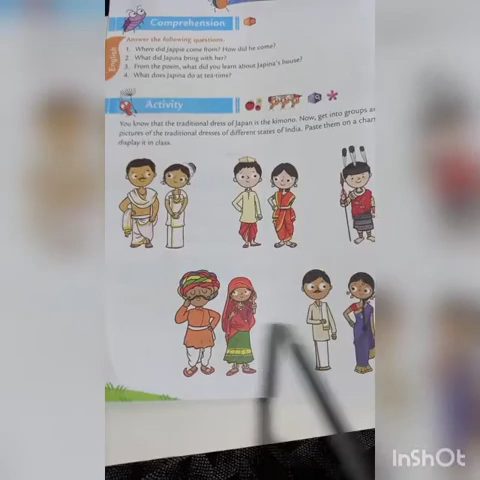 Comprehension
English
Answer the following questions.
1. Where did Jappie come from? How did he come?
2. What did Japina bring with her?
3. From the poem, what did you learn about Japina's house?
4. What does Japina do at tea-time?
Activity
You know that the traditional dress of Japan is the kimono. Now, get into groups
pictures of the traditional dresses of different states of India. Paste them on a chart
display it in class.
InShOt